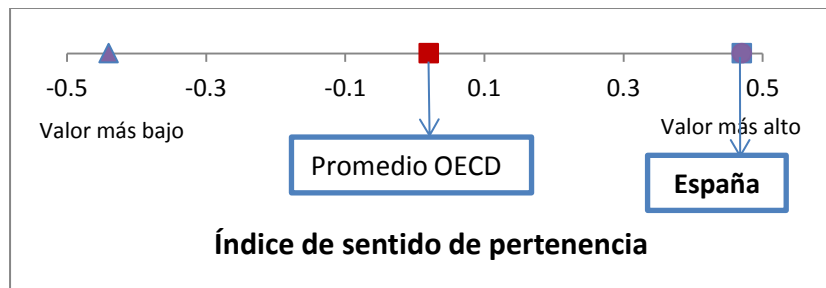 -0.5 -0.3 -0.1 0.1 0.3 0.5
Valor más bajo Valor más alto
Promedio OECD
España
Índice de sentido de pertenencia